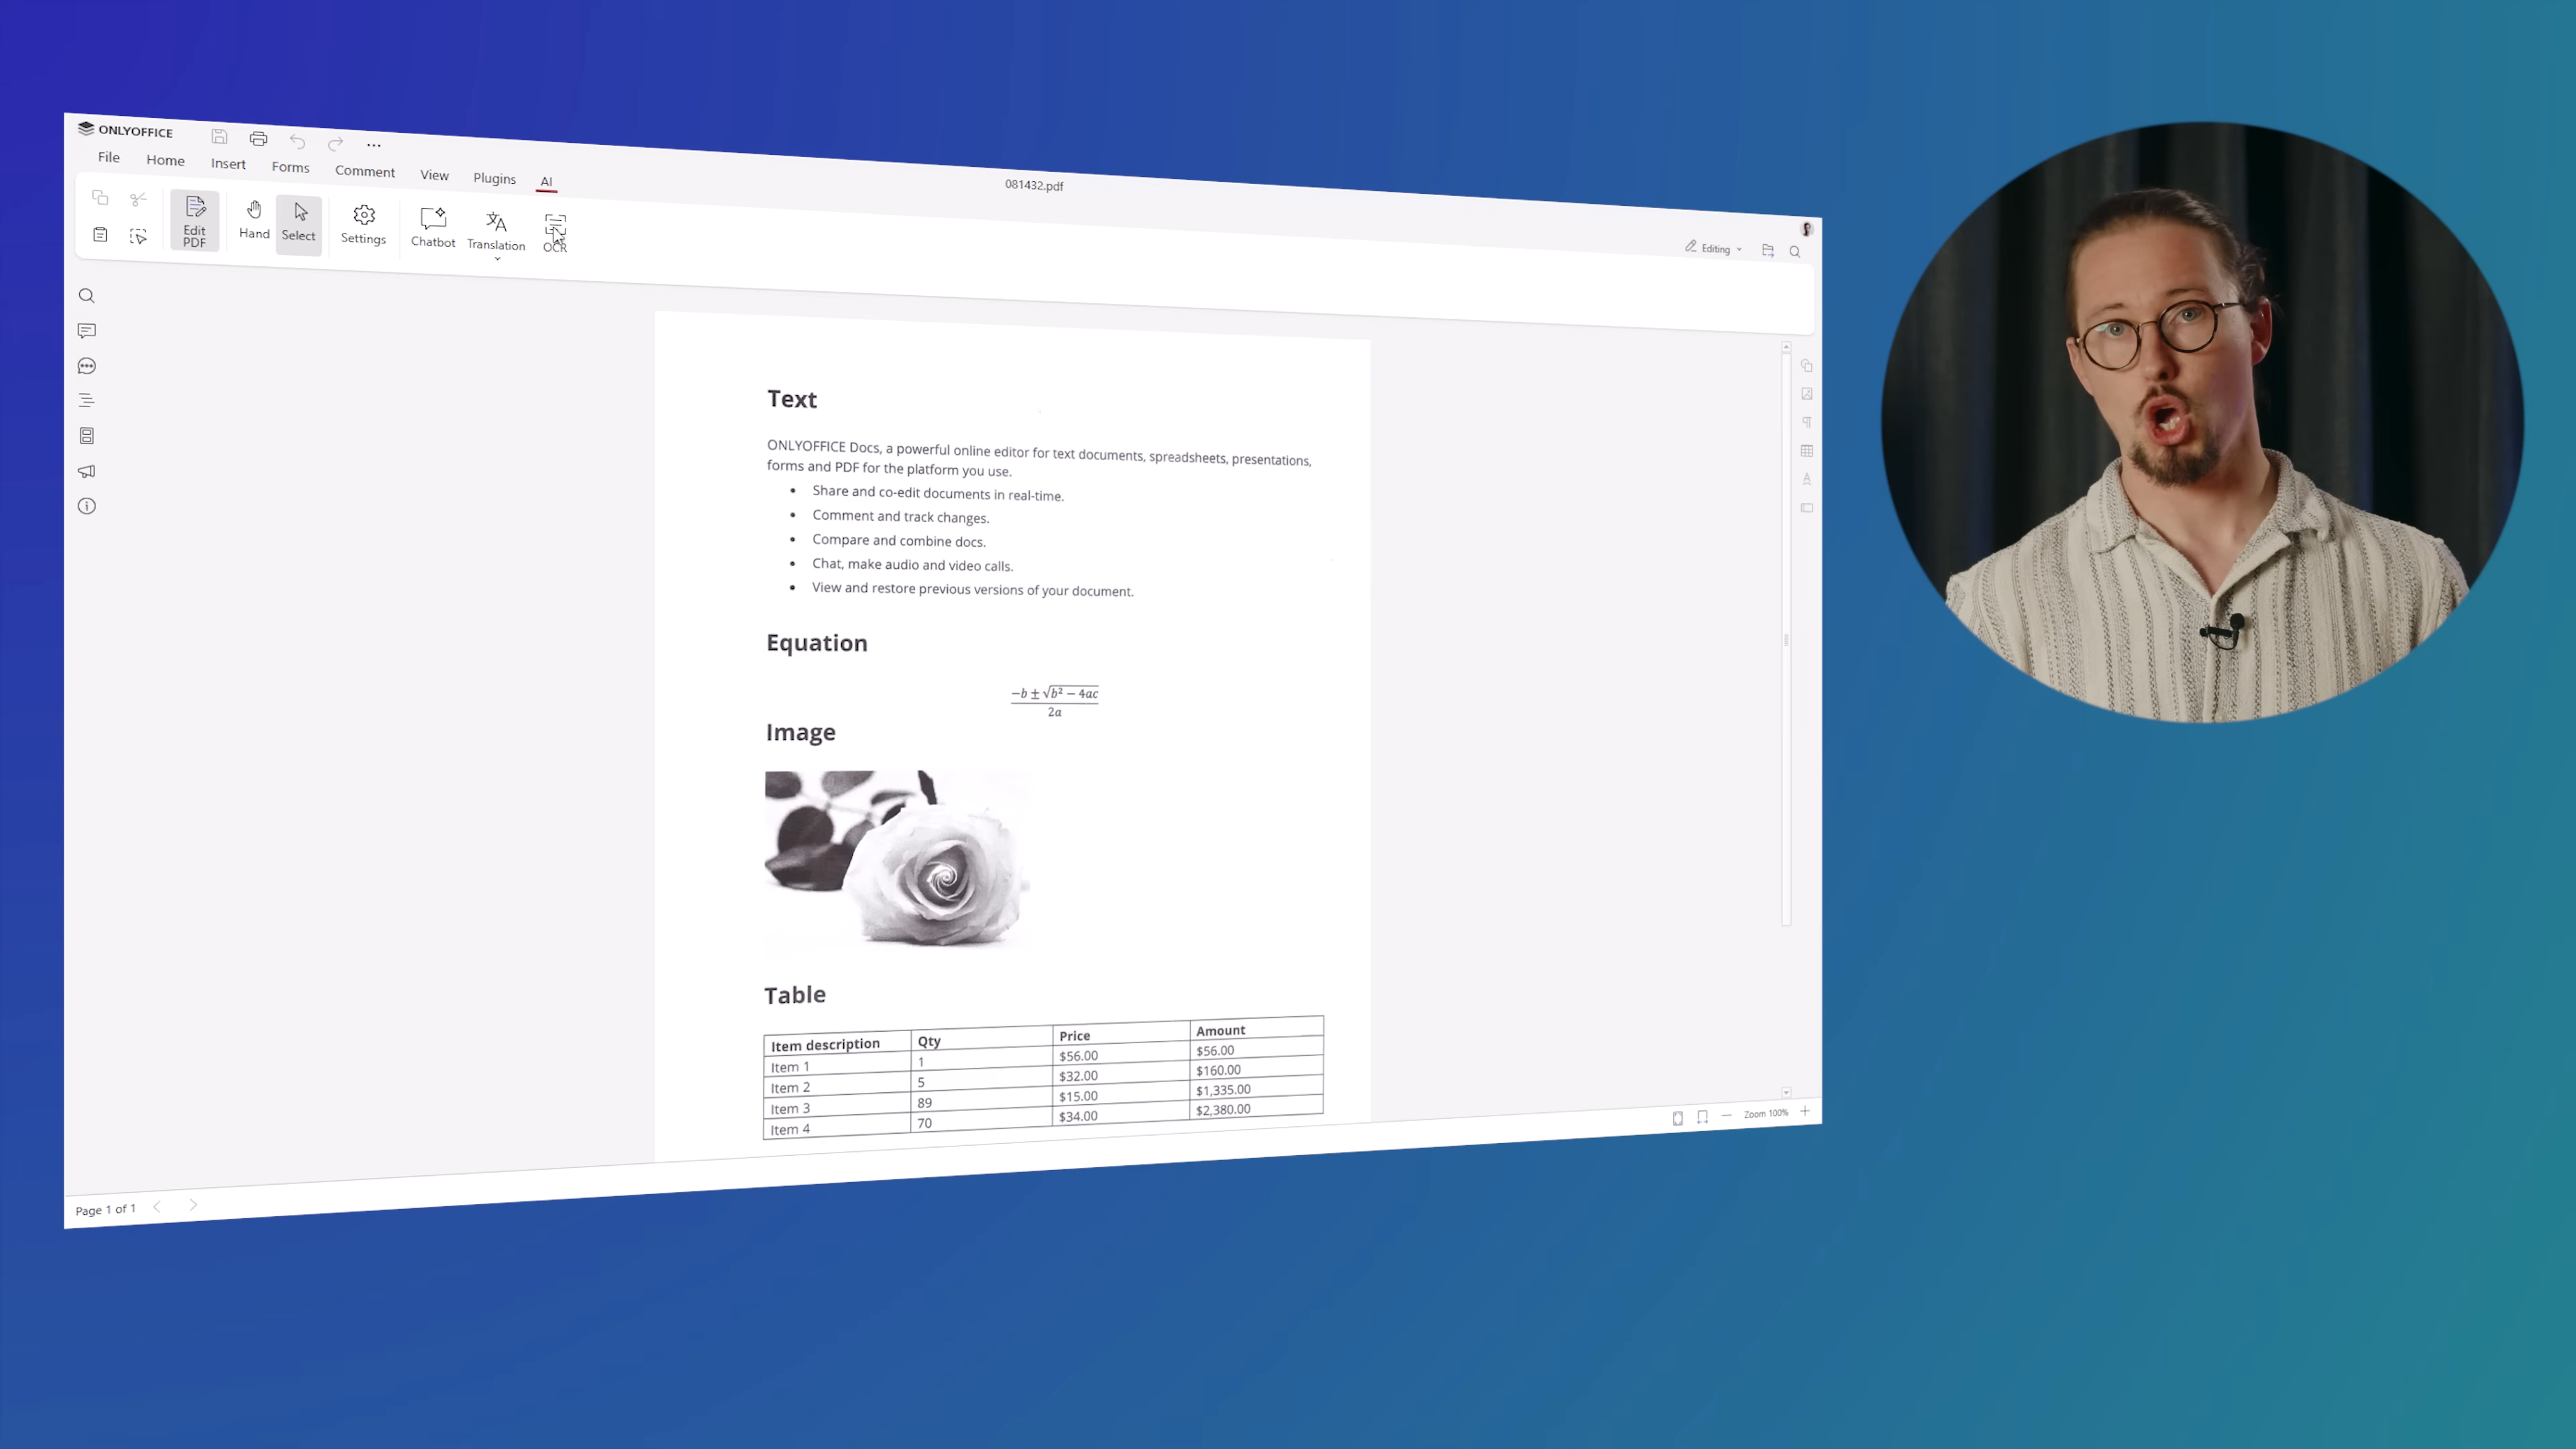 ONLYOFFICE
File Home Insert Forms Comment View Plugins AI
081432.pdf
Edit PDF
Hand Select Settings Chatbot Translation OCR
Editing
Text
ONLYOFFICE Docs, a powerful online editor for text documents, spreadsheets, presentations,
forms and PDF for the platform you use.
• Share and co-edit documents in real-time.
• Comment and track changes.
• Compare and combine docs.
• Chat, make audio and video calls.
• View and restore previous versions of your document.
Equation
−b ± √b² − 4ac
2a
Image
Table
Item description Qty Price Amount
Item 1 1 $56.00 $56.00
Item 2 5 $32.00 $160.00
Item 3 89 $15.00 $1,335.00
Item 4 70 $34.00 $2,380.00
Page 1 of 1
Zoom 100%